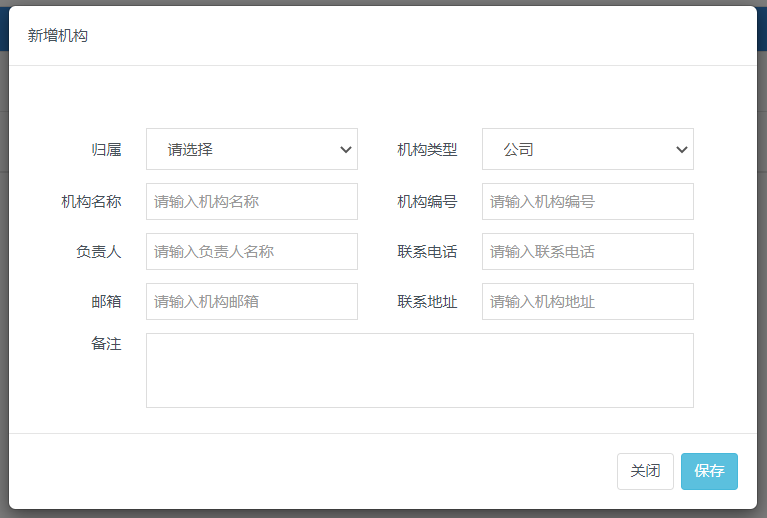 新增机构
归属 请选择 机构类型 公司
机构名称 请输入机构名称 机构编号 请输入机构编号
负责人 请输入负责人名称 联系电话 请输入联系电话
邮箱 请输入机构邮箱 联系地址 请输入机构地址
备注
关闭 保存